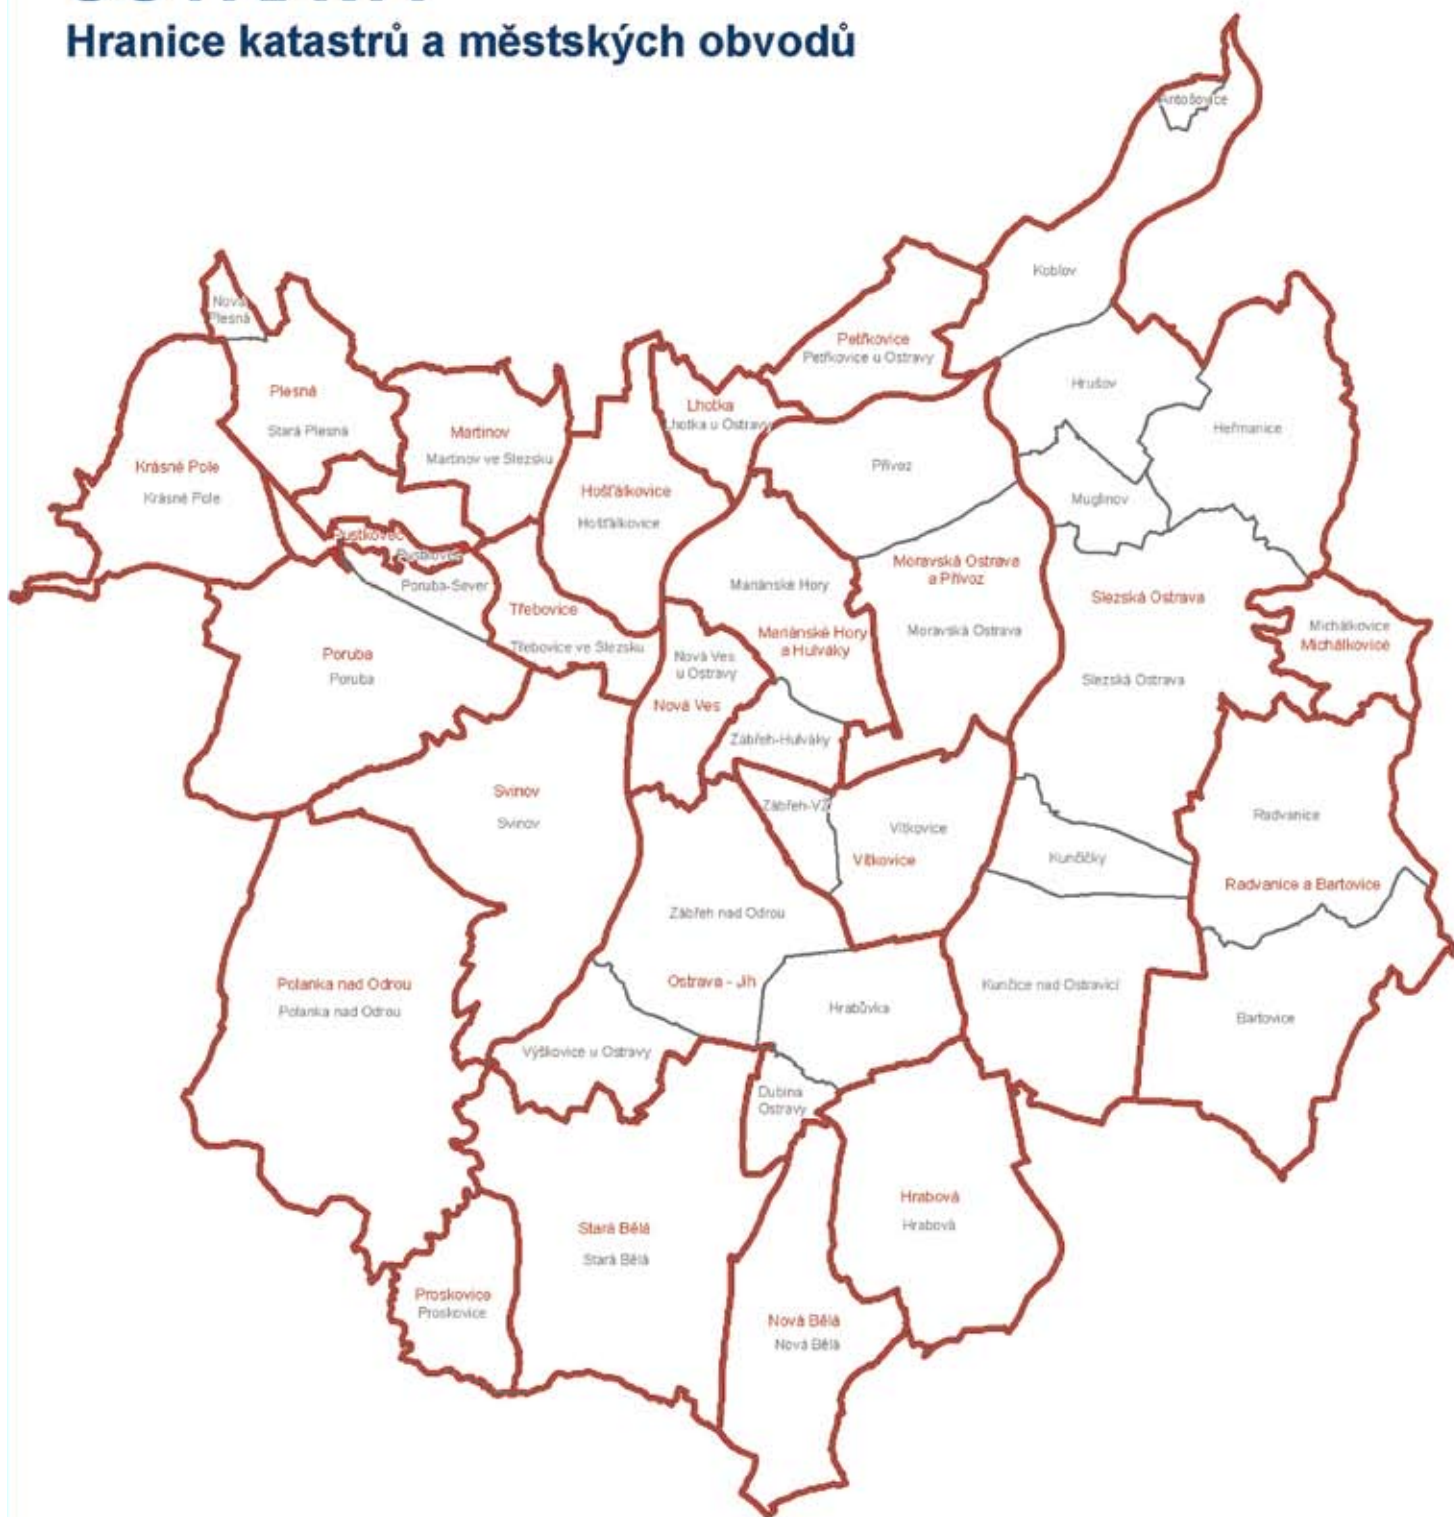 Hranice katastrů a městských obvodů
Antošovice
Koblov
Nová
Plesná
Petřkovice
Petřkovice u Ostravy
Hrušov
Plesná
Stará Plesná
Martinov
Martinov ve Slezsku
Lhotka
Lhotka u Ostravy
Heřmanice
Krásné Pole
Krásné Pole
Přívoz
Hošťálkovice
Hošťálkovice
Muglinov
Pustkovec
Pustkovec
Poruba-Sever
Mariánské Hory
Moravská Ostrava
a Přívoz
Slezská Ostrava
Třebovice
Třebovice ve Slezsku
Mariánské Hory
a Hulváky
Moravská Ostrava
Michálkovice
Michálkovice
Poruba
Poruba
Nová Ves
u Ostravy
Nová Ves
Slezská Ostrava
Zábřeh-Hulváky
Svinov
Svinov
Zábřeh-VŽ
Vítkovice
Vítkovice
Kunčičky
Radvanice
Radvanice a Bartovice
Zábřeh nad Odrou
Polanka nad Odrou
Polanka nad Odrou
Ostrava - Jih
Hrabůvka
Kunčice nad Ostravicí
Bartovice
Výškovice u Ostravy
Dubina
Ostravy
Hrabová
Hrabová
Stará Bělá
Stará Bělá
Proskovice
Proskovice
Nová Bělá
Nová Bělá